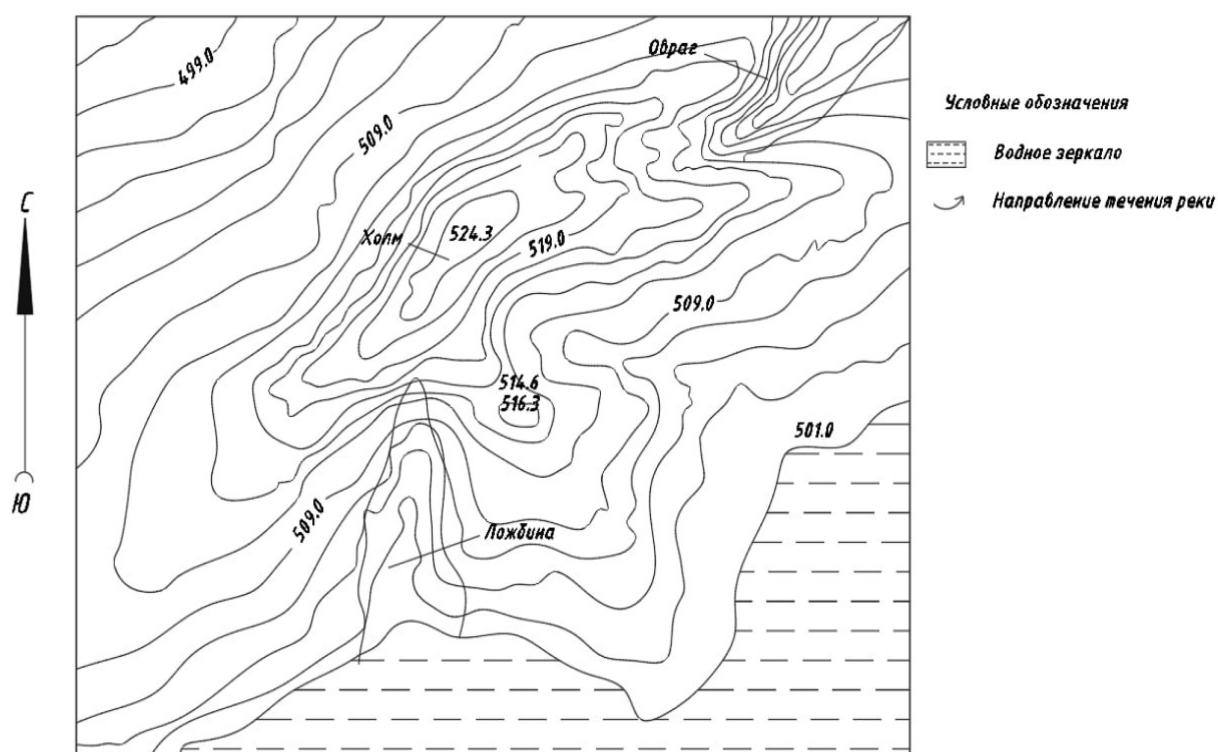 499.0
Овраг
509.0
Условные обозначения
Водное зеркало
Направление течения реки
С
Холм
524.3
519.0
509.0
514.6
516.3
501.0
Ю
509.0
Ложбина